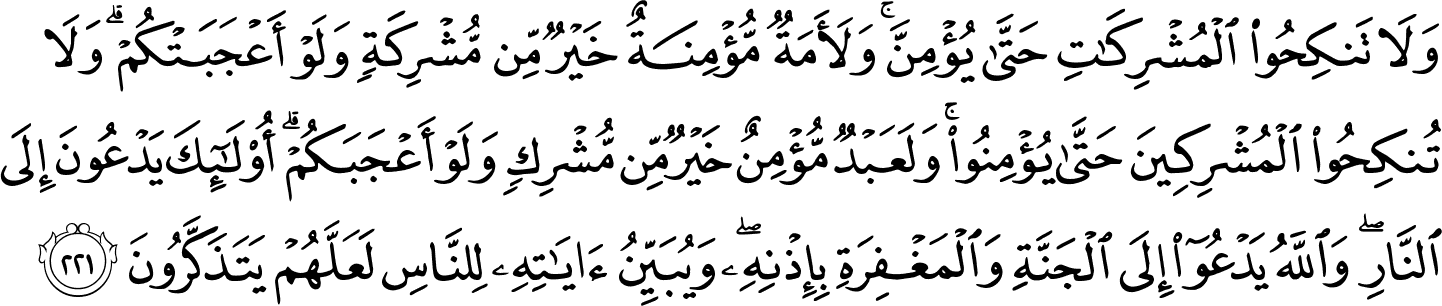 وَلَا تَنكِحُوا۟ ٱلْمُشْرِكَٰتِ حَتَّىٰ يُؤْمِنَّ ۚ وَلَأَمَةٌ مُّؤْمِنَةٌ خَيْرٌ مِّن مُّشْرِكَةٍ وَلَوْ أَعْجَبَتْكُمْ ۗ وَلَا
تُنكِحُوا۟ ٱلْمُشْرِكِينَ حَتَّىٰ يُؤْمِنُوا۟ ۚ وَلَعَبْدٌ مُّؤْمِنٌ خَيْرٌ مِّن مُّشْرِكٍ وَلَوْ أَعْجَبَكُمْ ۗ أُو۟لَٰٓئِكَ يَدْعُونَ إِلَى
ٱلنَّارِ ۖ وَٱللَّهُ يَدْعُوٓا۟ إِلَى ٱلْجَنَّةِ وَٱلْمَغْفِرَةِ بِإِذْنِهِۦ ۖ وَيُبَيِّنُ ءَايَٰتِهِۦ لِلنَّاسِ لَعَلَّهُمْ يَتَذَكَّرُونَ ٢٢١